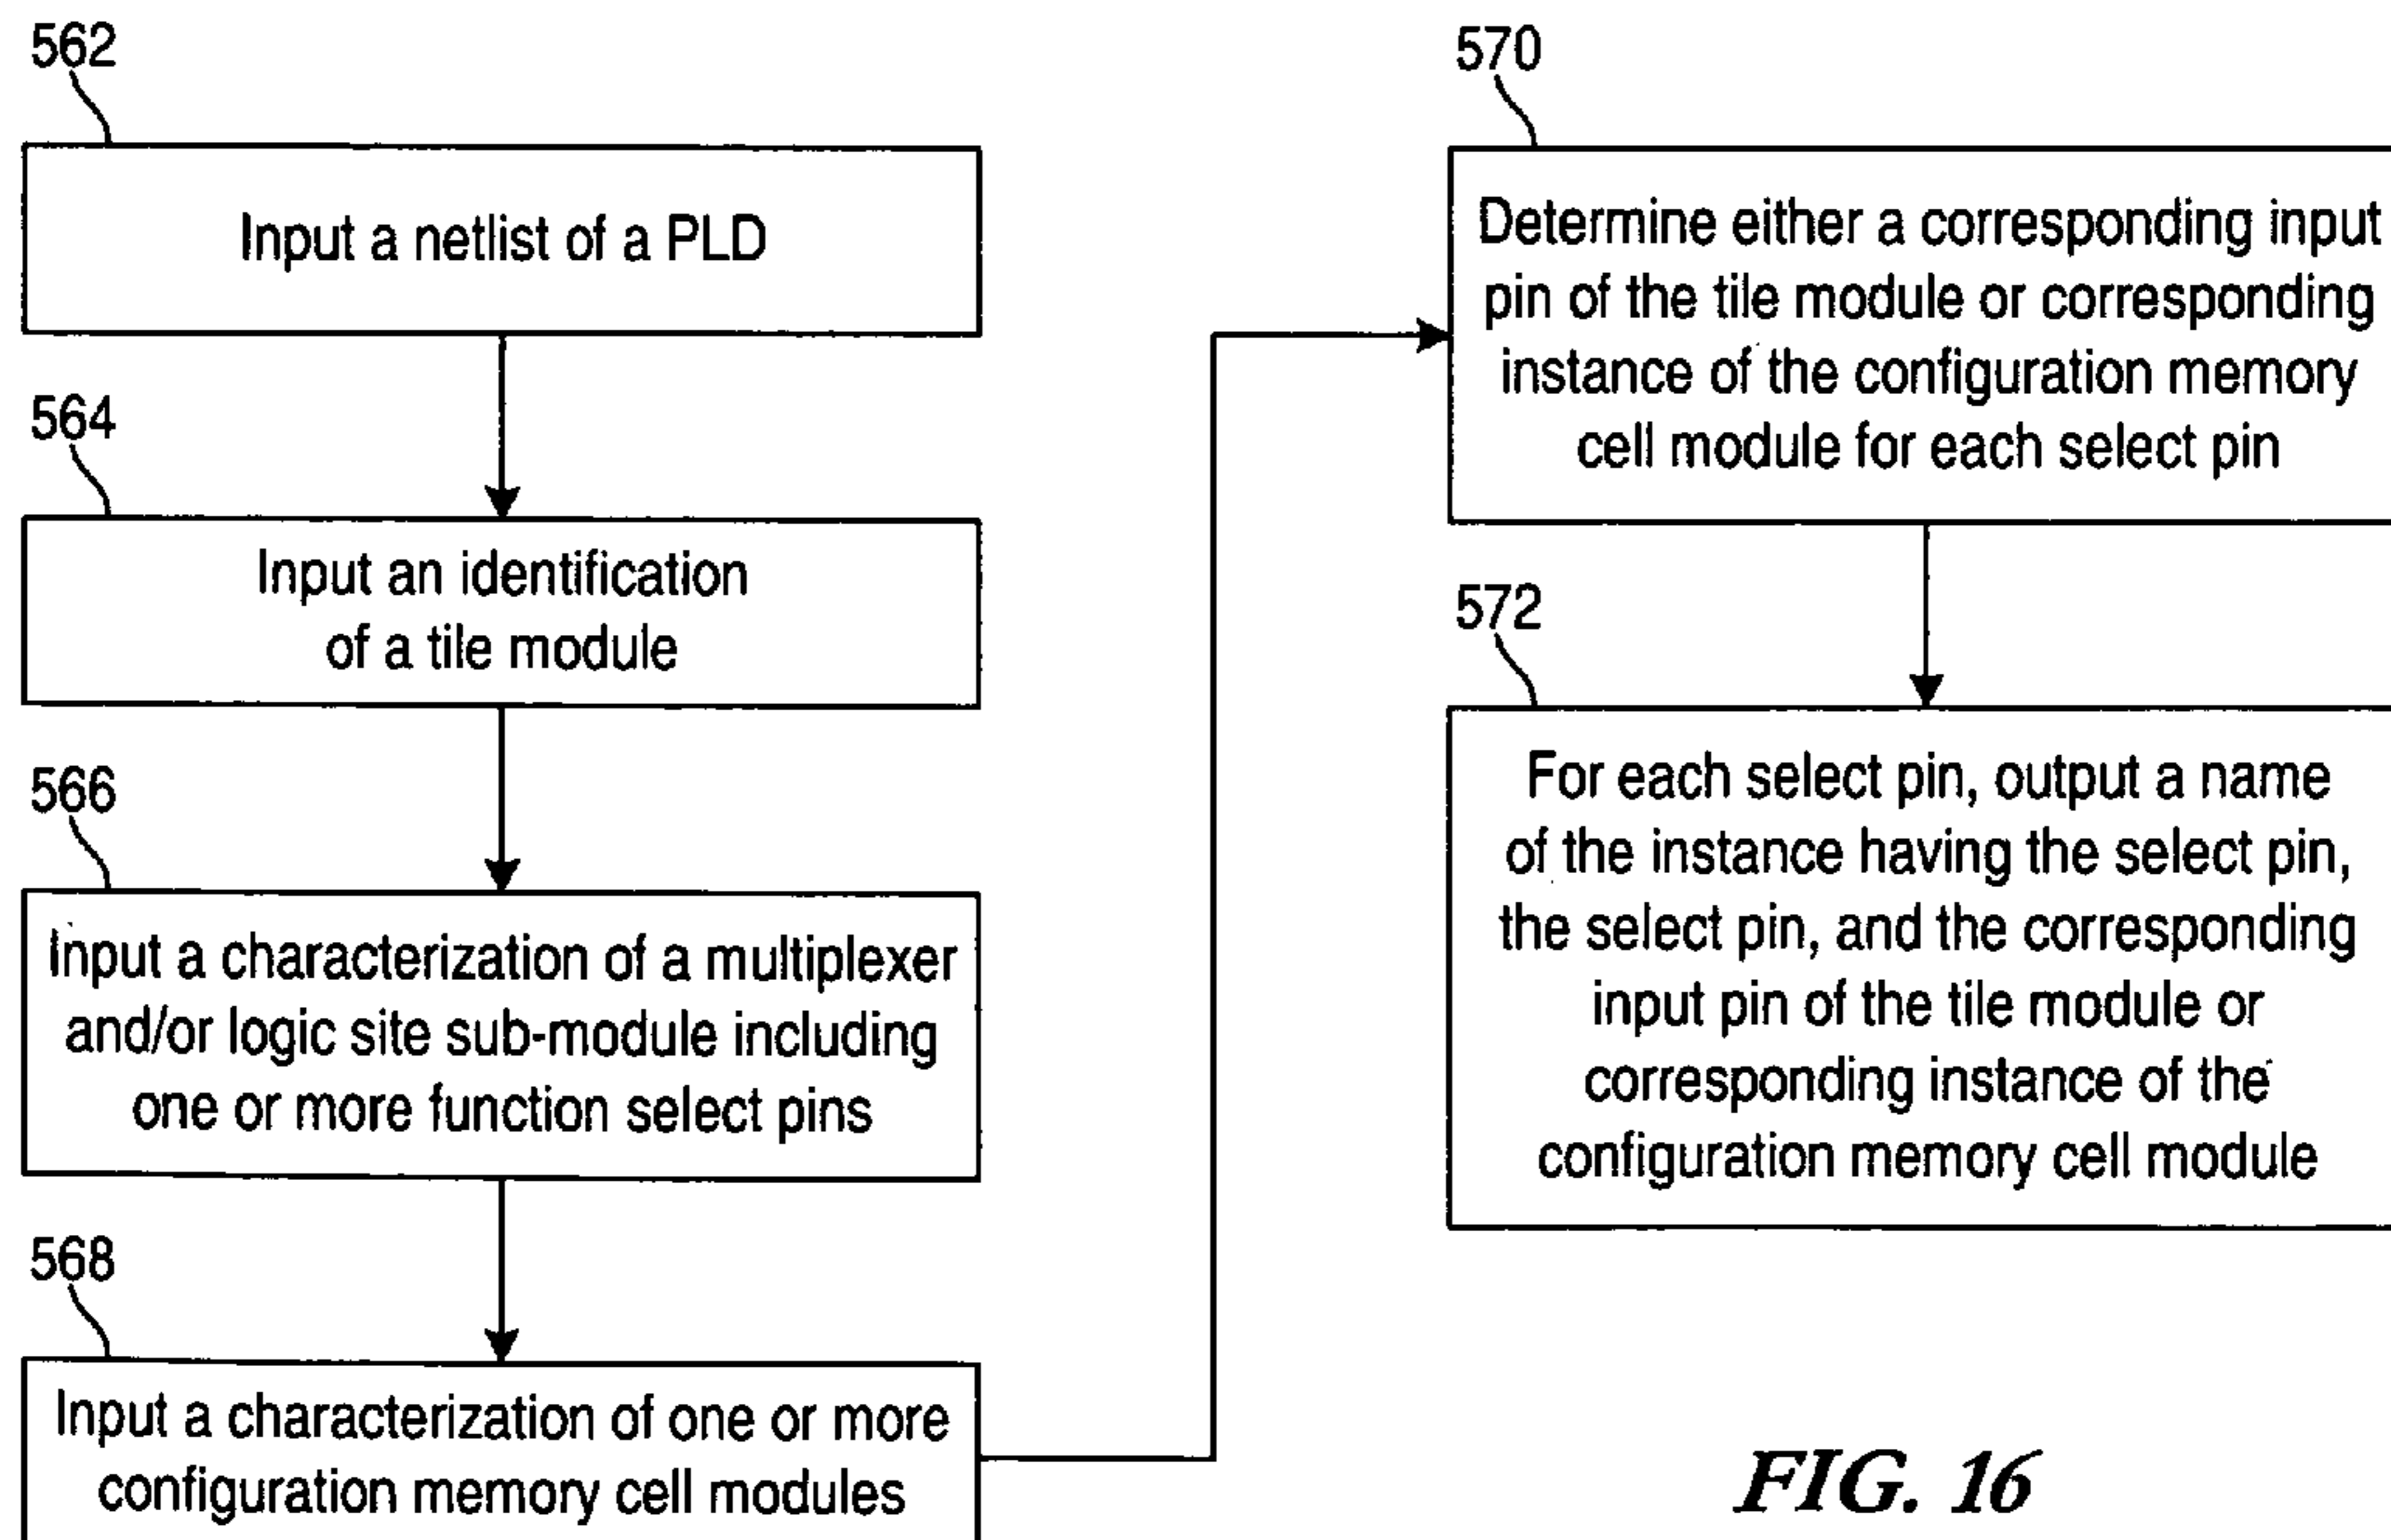 562
Input a netlist of a PLD
564
Input an identification
of a tile module
566
Input a characterization of a multiplexer
and/or logic site sub-module including
one or more function select pins
568
Input a characterization of one or more
configuration memory cell modules
570
Determine either a corresponding input
pin of the tile module or corresponding
instance of the configuration memory
cell module for each select pin
572
For each select pin, output a name
of the instance having the select pin,
the select pin, and the corresponding
input pin of the tile module or
corresponding instance of the
configuration memory cell module
FIG. 16